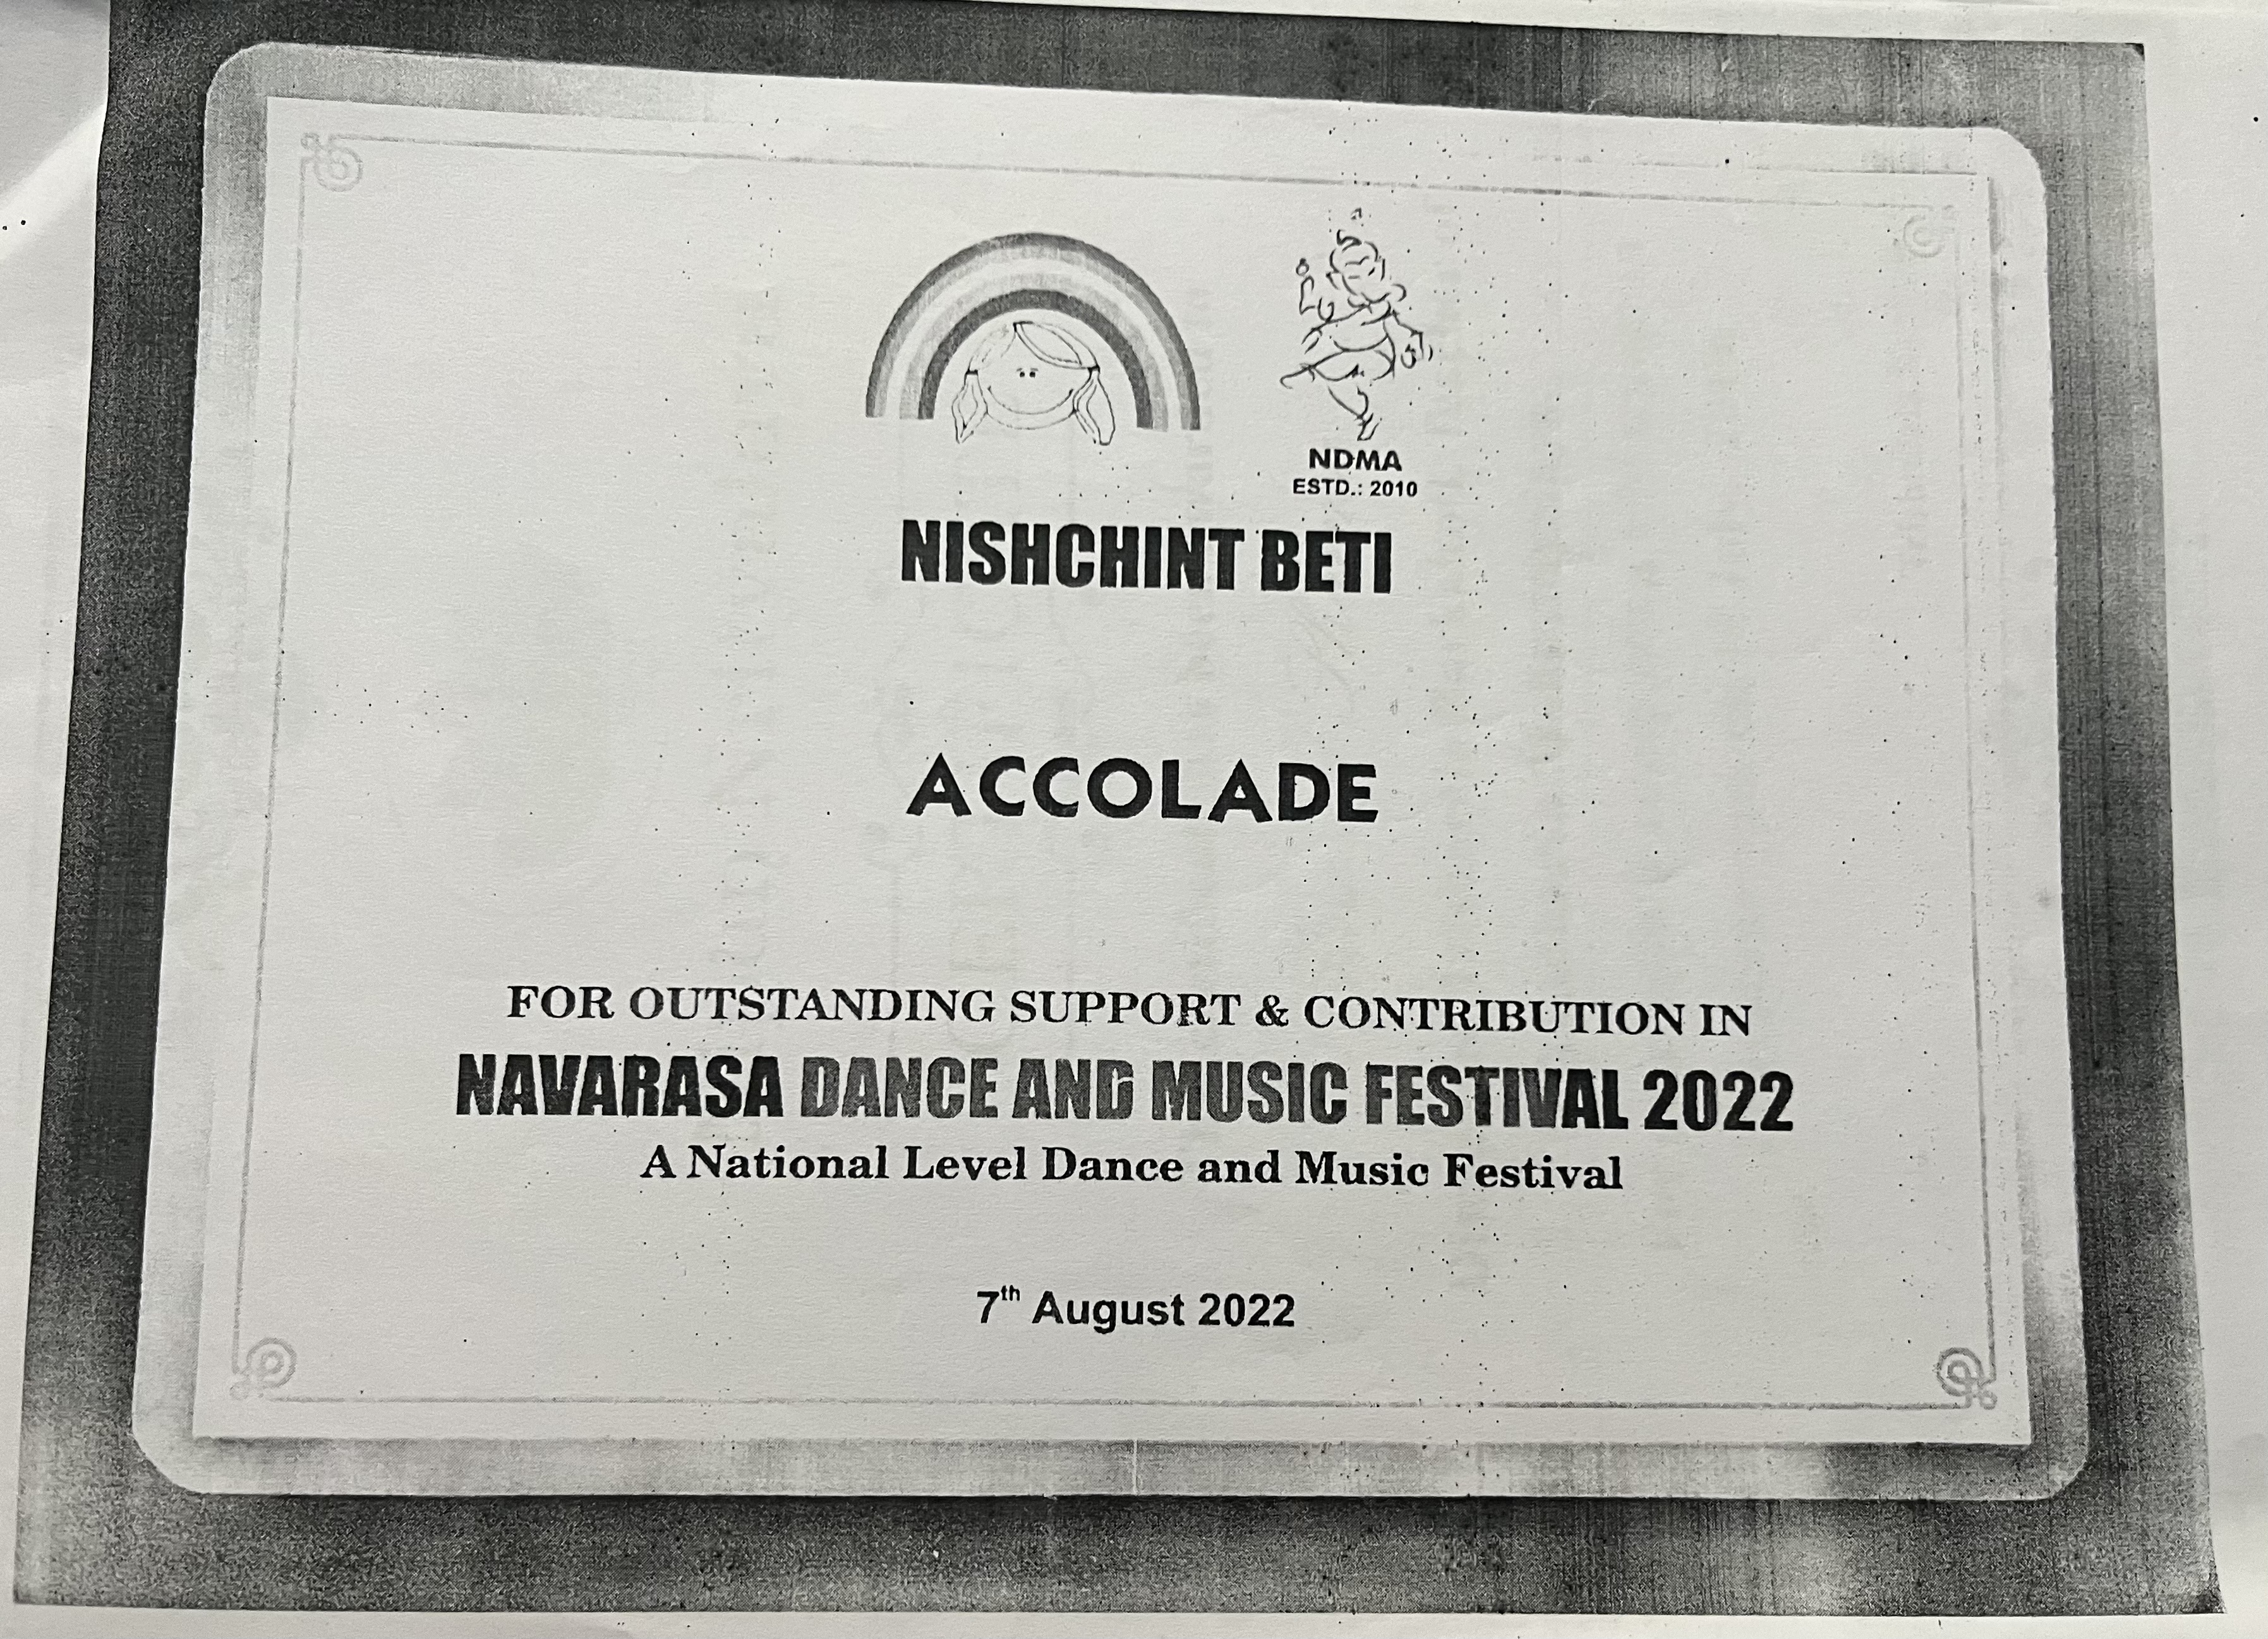 NDMA
ESTD.: 2010
NISHCHINT BETI
ACCOLADE
FOR OUTSTANDING SUPPORT & CONTRIBUTION IN
NAVARASA DANCE AND MUSIC FESTIVAL 2022
A National Level Dance and Music Festival
7th August 2022